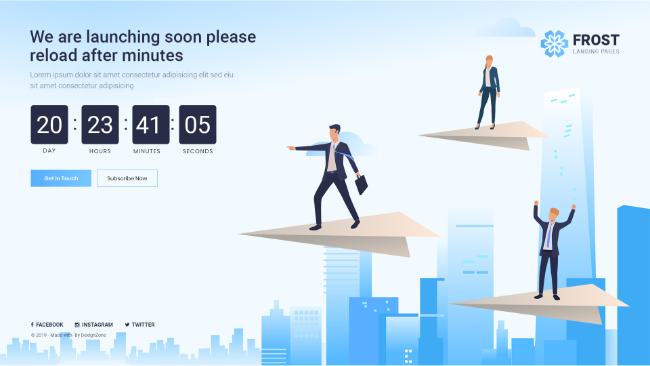 We are launching soon please
reload after minutes
Lorem ipsum dolor sit amet consectetur adipisicing elit sed eiu
sit amet consectetur adipisicing
FROST
LANDING PAGES
20 : 23 : 41 : 05
DAY HOURS MINUTES SECONDS
Get In Touch Subscribe Now
FACEBOOK INSTAGRAM TWITTER
© 2019 - Made with By DesignZone